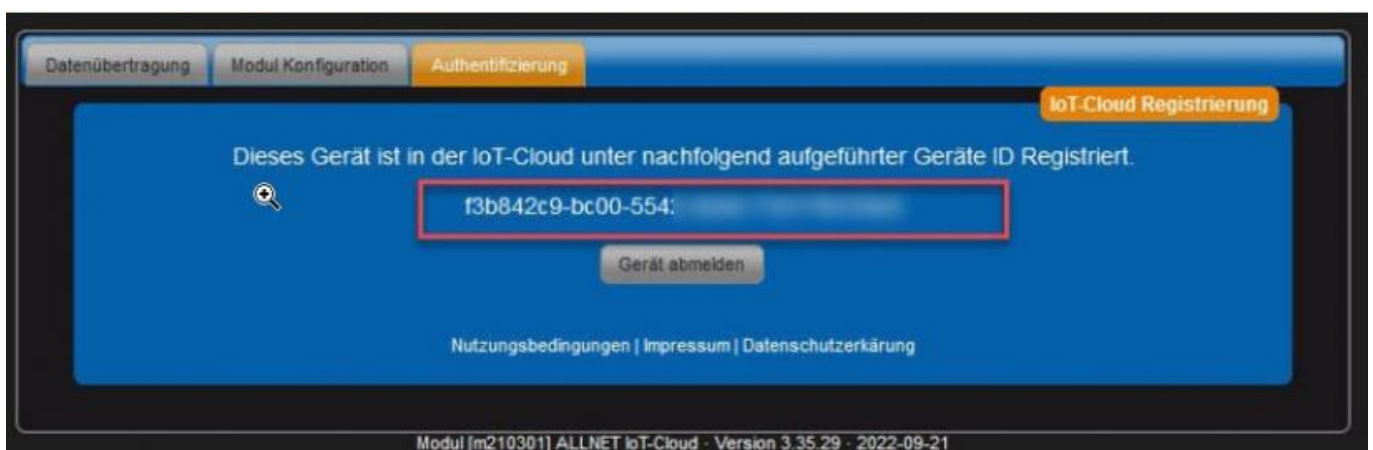 Datenübertragung Modul Konfiguration Authentifizierung
IoT-Cloud Registrierung
Dieses Gerät ist in der IoT-Cloud unter nachfolgend aufgeführter Geräte ID Registriert.
f3b842c9-bc00-554
Gerät abmelden
Nutzungsbedingungen | Impressum | Datenschutzerkärung
Modul [m210301] ALLNET IoT-Cloud · Version 3.35.29 · 2022-09-21